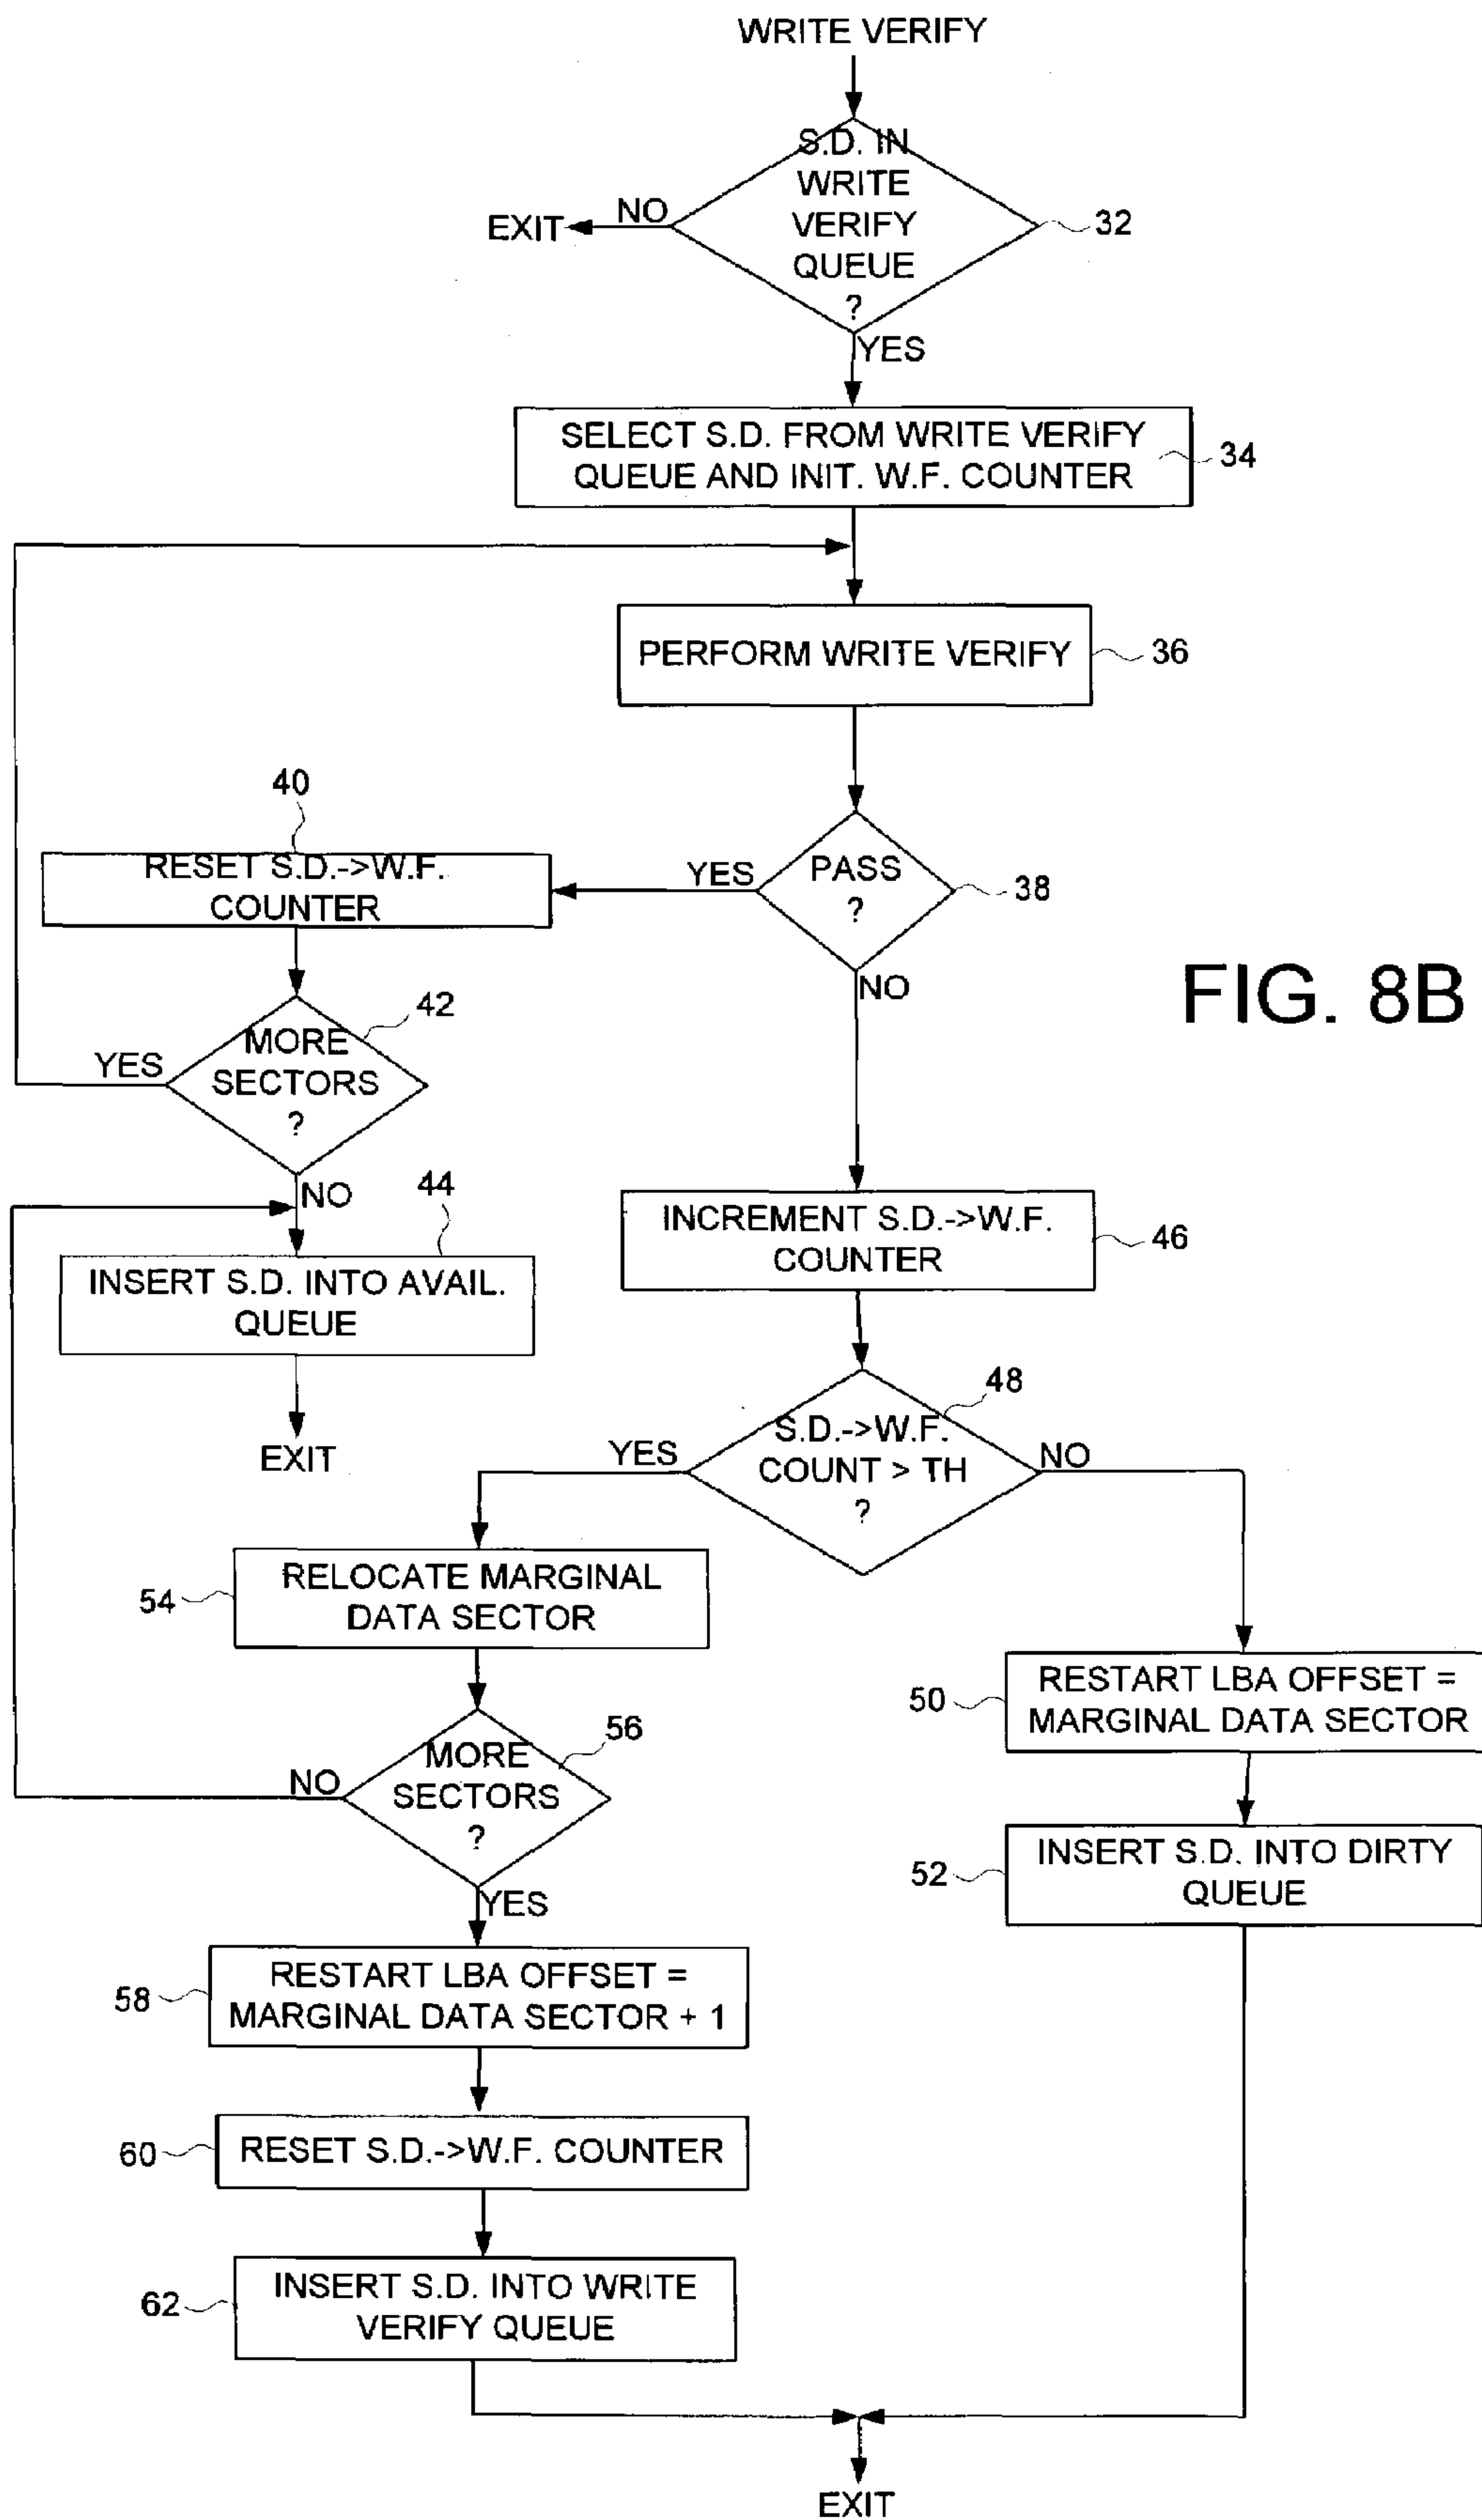 WRITE VERIFY
S.D. IN
WRITE
VERIFY
QUEUE
?
32
NO
EXIT
YES
SELECT S.D. FROM WRITE VERIFY
QUEUE AND INIT. W.F. COUNTER
34
PERFORM WRITE VERIFY
36
40
RESET S.D.->W.F.
COUNTER
YES
PASS
?
38
NO
FIG. 8B
42
MORE
SECTORS
?
YES
NO
44
INSERT S.D. INTO AVAIL.
QUEUE
EXIT
INCREMENT S.D.->W.F.
COUNTER
46
48
S.D.->W.F.
COUNT > TH
?
YES
NO
54
RELOCATE MARGINAL
DATA SECTOR
50
RESTART LBA OFFSET =
MARGINAL DATA SECTOR
56
MORE
SECTORS
?
NO
YES
52
INSERT S.D. INTO DIRTY
QUEUE
58
RESTART LBA OFFSET =
MARGINAL DATA SECTOR + 1
60
RESET S.D.->W.F. COUNTER
62
INSERT S.D. INTO WRITE
VERIFY QUEUE
EXIT